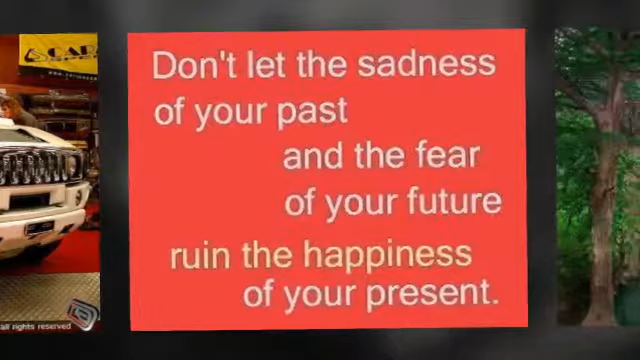 Don't let the sadness
of your past
and the fear
of your future
ruin the happiness
of your present.
all rights reserved